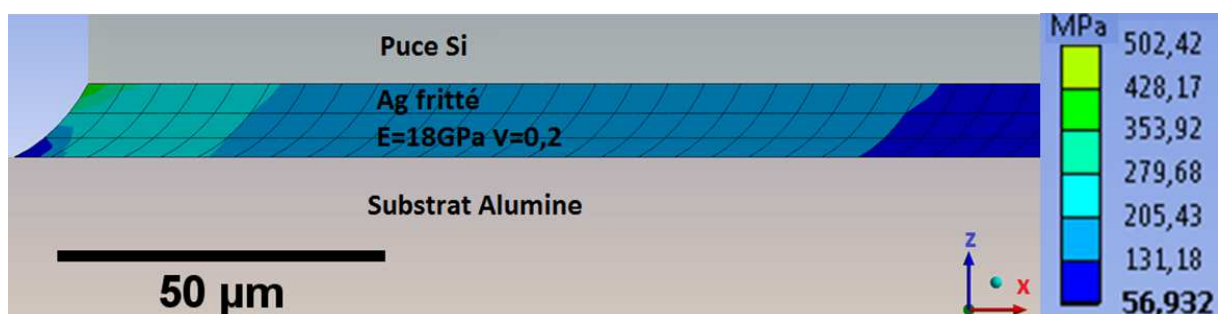 Puce Si
Ag fritté
E=18GPa V=0,2
Substrat Alumine
50 µm
Z
X
MPa
502,42
428,17
353,92
279,68
205,43
131,18
56,932